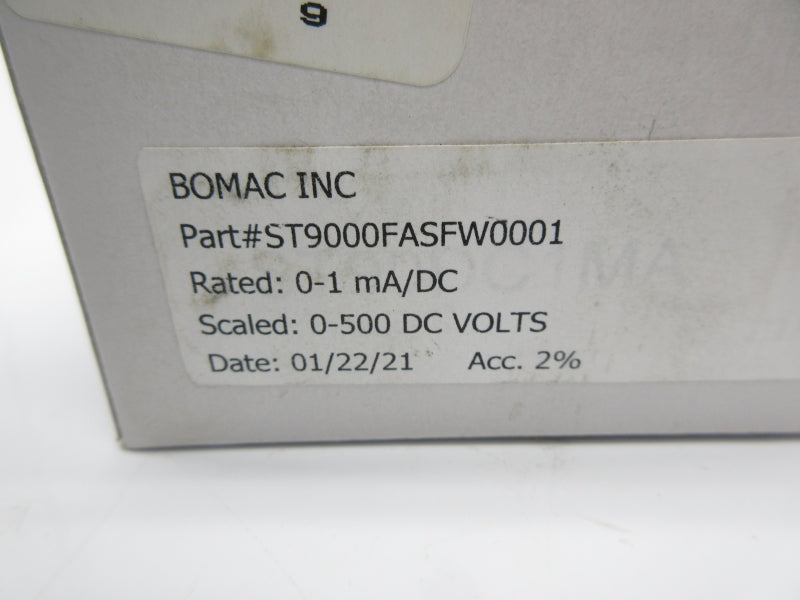 9
BOMAC INC
Part#ST9000FASFW0001
Rated: 0-1 mA/DC
Scaled: 0-500 DC VOLTS
Date: 01/22/21 Acc. 2%